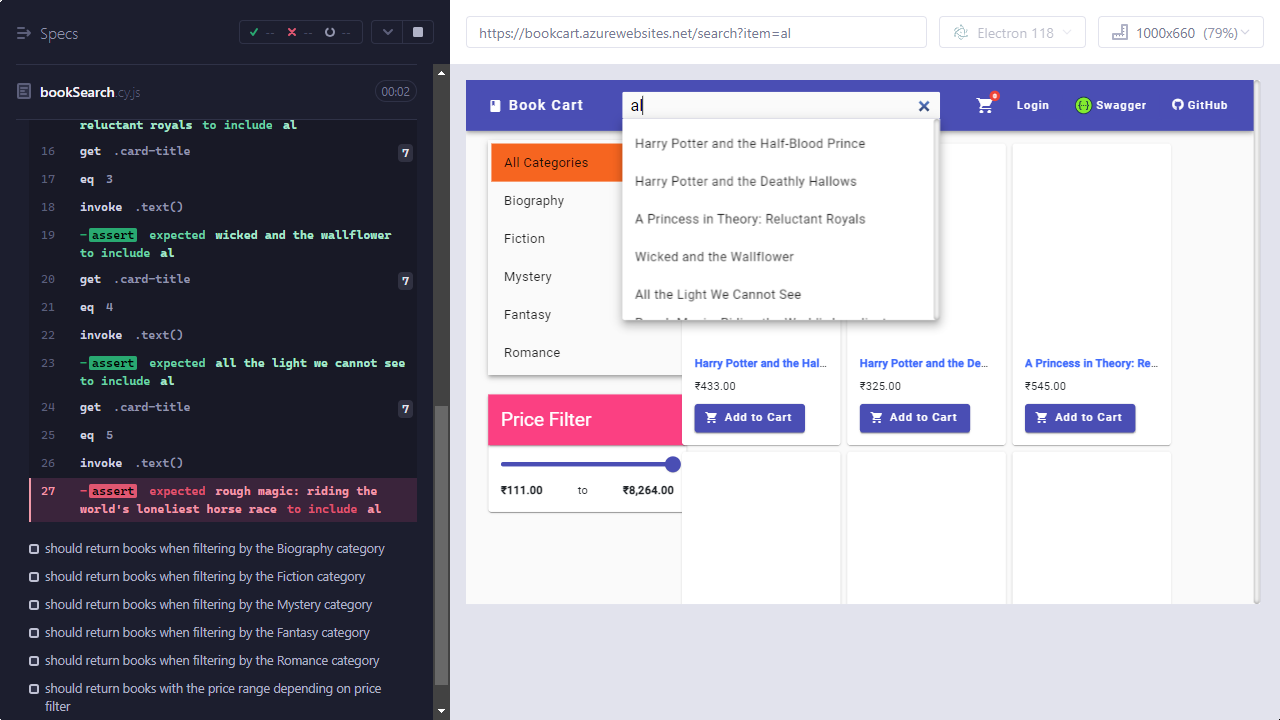 Specs
-- -- --
bookSearch.cy.js
00:02
reluctant royals to include al
16 get .card-title 7
17 eq 3
18 invoke .text()
19 -assert expected wicked and the wallflower
to include al
20 get .card-title 7
21 eq 4
22 invoke .text()
23 -assert expected all the light we cannot see
to include al
24 get .card-title 7
25 eq 5
26 invoke .text()
27 -assert expected rough magic: riding the
world's loneliest horse race to include al
should return books when filtering by the Biography category
should return books when filtering by the Fiction category
should return books when filtering by the Mystery category
should return books when filtering by the Fantasy category
should return books when filtering by the Romance category
should return books with the price range depending on price
filter
https://bookcart.azurewebsites.net/search?item=al
Electron 118
1000x660 (79%)
Book Cart
al
0
Login
Swagger
GitHub
All Categories
Biography
Fiction
Mystery
Fantasy
Romance
Harry Potter and the Half-Blood Prince
Harry Potter and the Deathly Hallows
A Princess in Theory: Reluctant Royals
Wicked and the Wallflower
All the Light We Cannot See
Price Filter
₹111.00 to ₹8,264.00
Harry Potter and the Hal...
₹433.00
Add to Cart
Harry Potter and the De...
₹325.00
Add to Cart
A Princess in Theory: Re...
₹545.00
Add to Cart